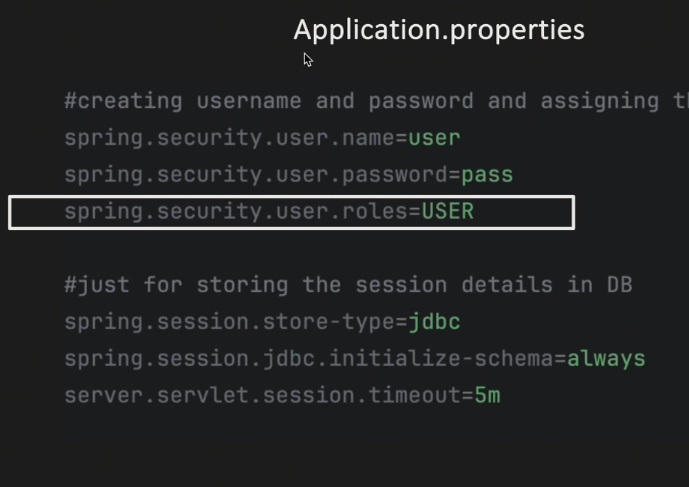 Application.properties
#creating username and password and assigning
spring.security.user.name=user
spring.security.user.password=pass
spring.security.user.roles=USER
#just for storing the session details in DB
spring.session.store-type=jdbc
spring.session.jdbc.initialize-schema=always
server.servlet.session.timeout=5m